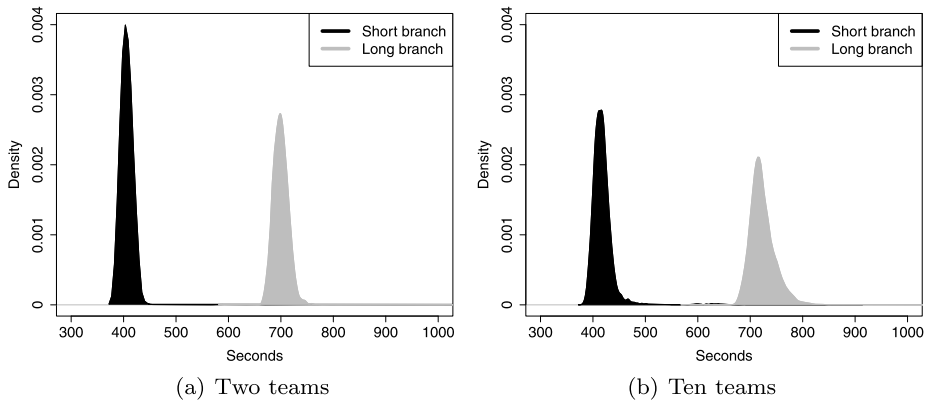 0.004
0.003
0.002
0.001
0
Density
Short branch
Long branch
300 400 500 600 700 800 900 1000
Seconds
(a) Two teams
0.004
0.003
0.002
0.001
0
Density
Short branch
Long branch
300 400 500 600 700 800 900 1000
Seconds
(b) Ten teams